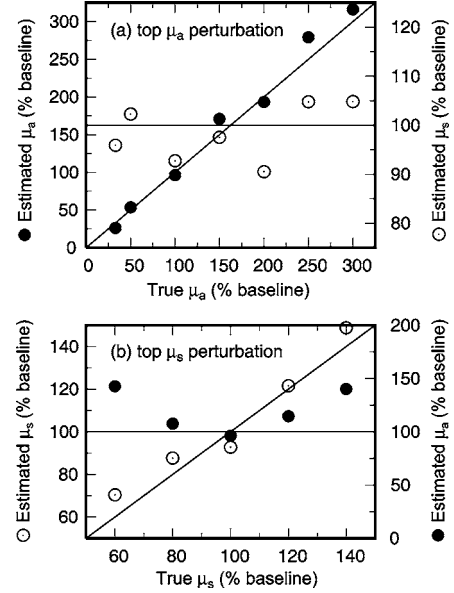 (a) top μa perturbation
300
250
200
150
100
50
0
120
110
100
90
80
0 50 100 150 200 250 300
True μa (% baseline)
● Estimated μa (% baseline)
⊙ Estimated μs (% baseline)
(b) top μs perturbation
140
120
100
80
60
200
150
100
50
0
60 80 100 120 140
True μs (% baseline)
⊙ Estimated μs (% baseline)
● Estimated μa (% baseline)